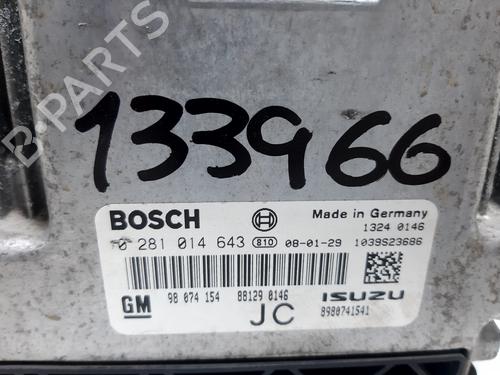 B-PARTS
133966
BOSCH Made in Germany
0 281 014 643 810 08-01-29 1324 0146
1039S23686
GM 98 074 154 88129 0146 ISUZU
JC 8980741541